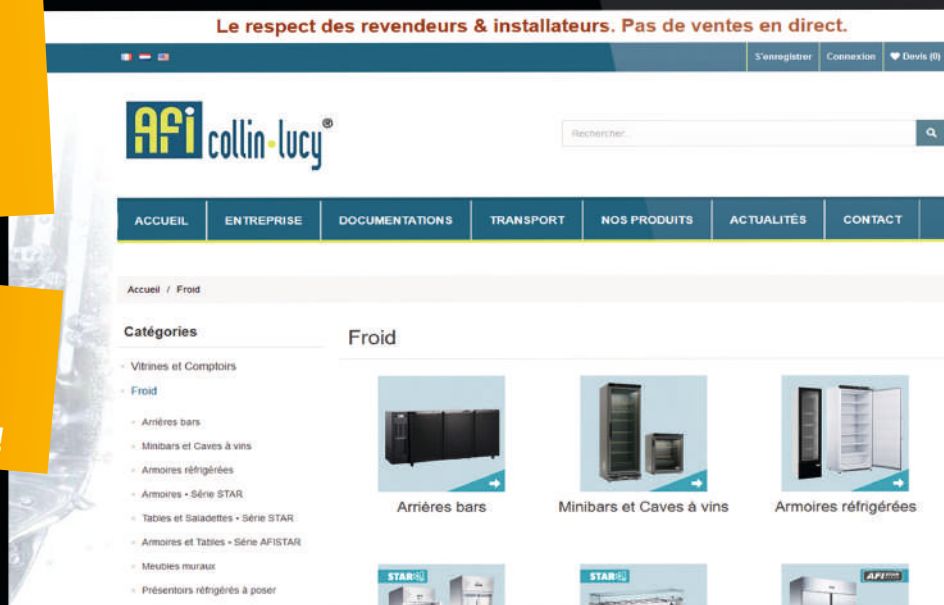 Le respect des revendeurs & installateurs. Pas de ventes en direct.
S'enregistrer Connexion Devis (0)
AFi collin•lucy®
Rechercher...
ACCUEIL ENTREPRISE DOCUMENTATIONS TRANSPORT NOS PRODUITS ACTUALITÉS CONTACT
Accueil / Froid
Catégories
Vitrines et Comptoirs
Froid
Arrières bars
Minibars et Caves à vins
Armoires réfrigérées
Armoires • Série STAR
Tables et Saladettes • Série STAR
Armoires et Tables • Série AFISTAR
Meubles muraux
Présentoirs réfrigérés à poser
Froid
Arrières bars
Minibars et Caves à vins
Armoires réfrigérées
STAR
STAR
AFISTAR
!